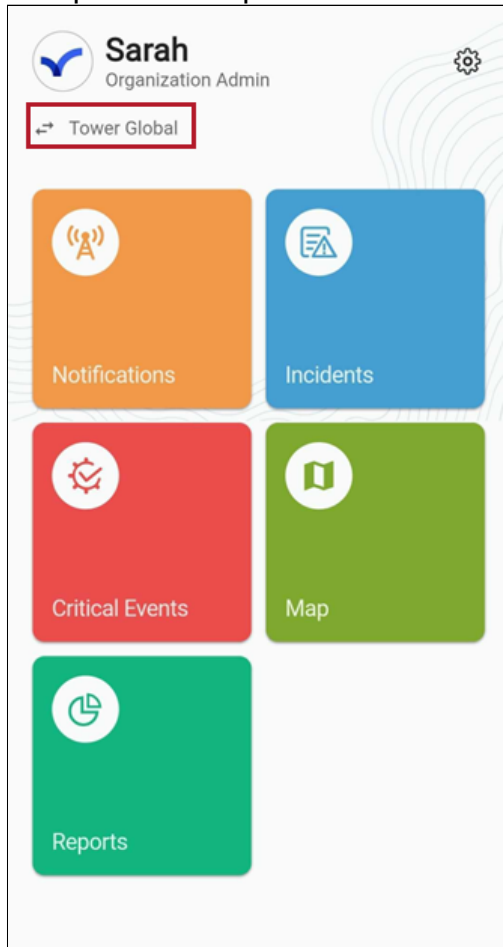 Sarah
Organization Admin
Tower Global
Notifications
Incidents
Critical Events
Map
Reports